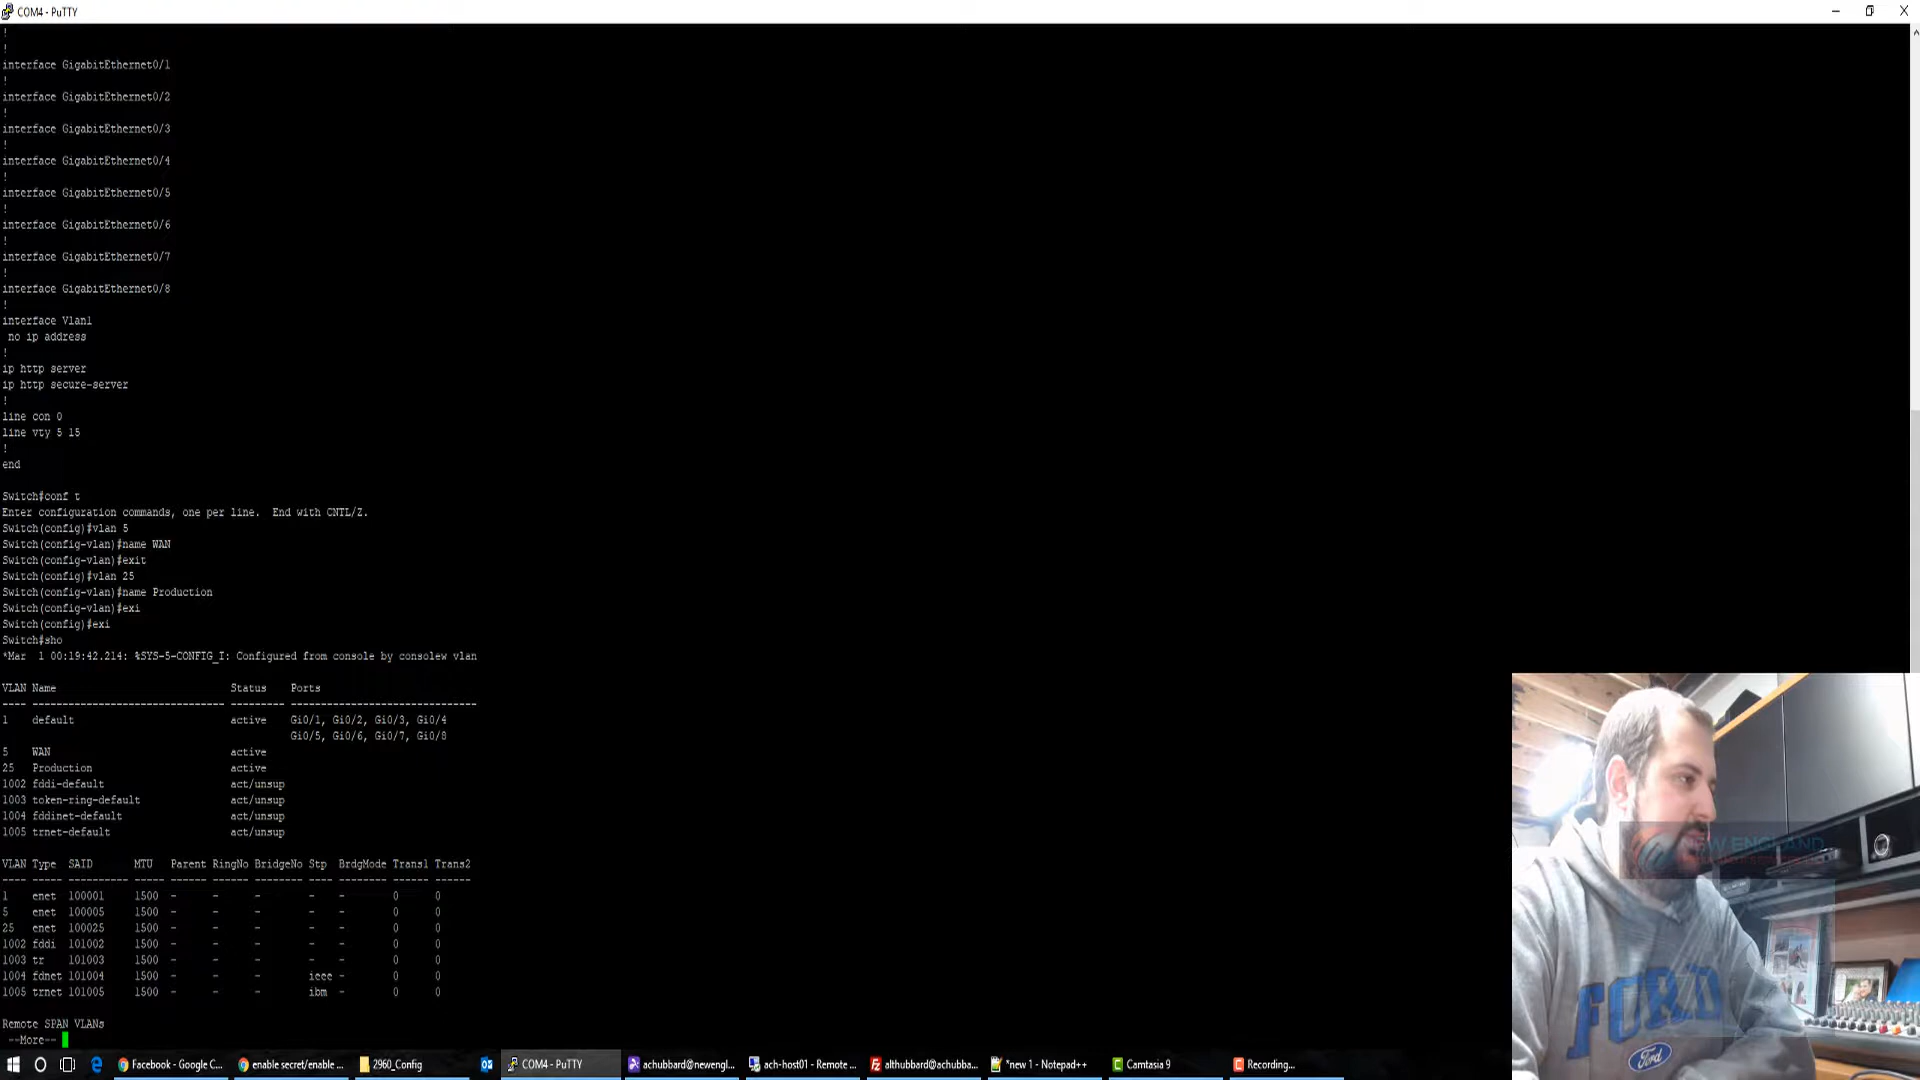 COM4 - PuTTY
!
!
interface GigabitEthernet0/1
!
interface GigabitEthernet0/2
!
interface GigabitEthernet0/3
!
interface GigabitEthernet0/4
!
interface GigabitEthernet0/5
!
interface GigabitEthernet0/6
!
interface GigabitEthernet0/7
!
interface GigabitEthernet0/8
!
interface Vlan1
 no ip address
!
ip http server
ip http secure-server
!
line con 0
line vty 5 15
!
end
Switch#conf t
Enter configuration commands, one per line.  End with CNTL/Z.
Switch(config)#vlan 5
Switch(config-vlan)#name WAN
Switch(config-vlan)#exit
Switch(config)#vlan 25
Switch(config-vlan)#name Production
Switch(config-vlan)#exi
Switch(config)#exi
Switch#sho
*Mar  1 00:19:42.214: %SYS-5-CONFIG_I: Configured from console by consolew vlan
VLAN Name                             Status    Ports
---- -------------------------------- --------- -------------------------------
1    default                          active    Gi0/1, Gi0/2, Gi0/3, Gi0/4
                                                Gi0/5, Gi0/6, Gi0/7, Gi0/8
5    WAN                              active
25   Production                       active
1002 fddi-default                     act/unsup
1003 token-ring-default               act/unsup
1004 fddinet-default                  act/unsup
1005 trnet-default                    act/unsup
VLAN Type  SAID       MTU   Parent RingNo BridgeNo Stp  BrdgMode Trans1 Trans2
---- ----- ---------- ----- ------ ------ -------- ---- -------- ------ ------
1    enet  100001     1500  -      -      -        -    -        0      0
5    enet  100005     1500  -      -      -        -    -        0      0
25   enet  100025     1500  -      -      -        -    -        0      0
1002 fddi  101002     1500  -      -      -        -    -        0      0
1003 tr    101003     1500  -      -      -        -    -        0      0
1004 fdnet 101004     1500  -      -      -        ieee -        0      0
1005 trnet 101005     1500  -      -      -        ibm  -        0      0
Remote SPAN VLANs
 --More--
NEW ENGLAND
FORD
Ford
Facebook - Google C... enable secret/enable ... 2960_Config COM4 - PuTTY achubbard@newengl... ach-host01 - Remote ... althubbard@achubba... *new 1 - Notepad++ Camtasia 9 Recording...